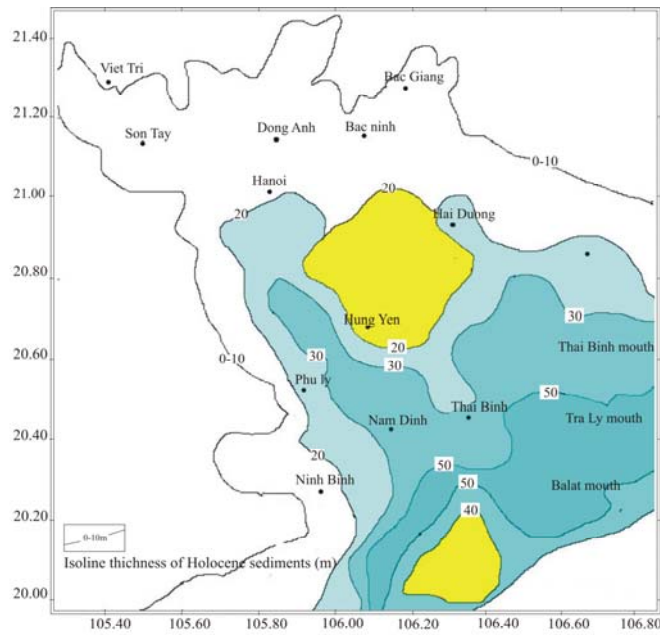 21.40
21.20
21.00
20.80
20.60
20.40
20.20
20.00
Viet Tri
Bac Giang
Son Tay
Dong Anh
Bac ninh
0-10
Hanoi
20
20
Hai Duong
30
Hung Yen
20
Thai Binh mouth
0-10
30
30
Phu ly
50
Thai Binh
Tra Ly mouth
Nam Dinh
20
50
Ninh Binh
50
Balat mouth
40
0-10m
Isoline thichness of Holocene sediments (m)
105.40 105.60 105.80 106.00 106.20 106.40 106.60 106.80